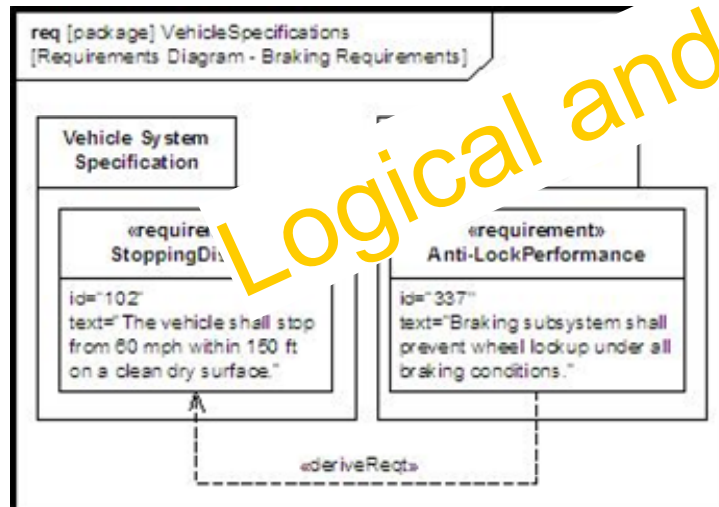 req [package] VehicleSpecifications
[Requirements Diagram - Braking Requirements]
Logical and
Vehicle System
Specification
«require
StoppingDis
id="102"
text="The vehicle shall stop
from 60 mph within 150 ft
on a clean dry surface."
«requirement»
Anti-LockPerformance
id="337"
text="Braking subsystem shall
prevent wheel lockup under all
braking conditions."
«deriveReqt»